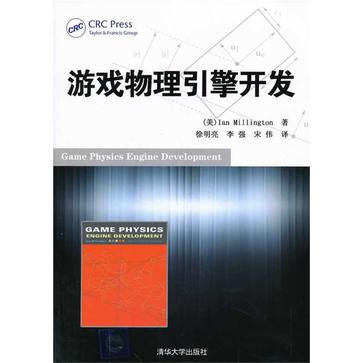 CRC
CRC Press
Taylor & Francis Group
游戏物理引擎开发
(美)Ian Millington 著
徐明亮 李强 宋伟 译
Game Physics Engine Development
GAME PHYSICS
ENGINE DEVELOPMENT
清华大学出版社